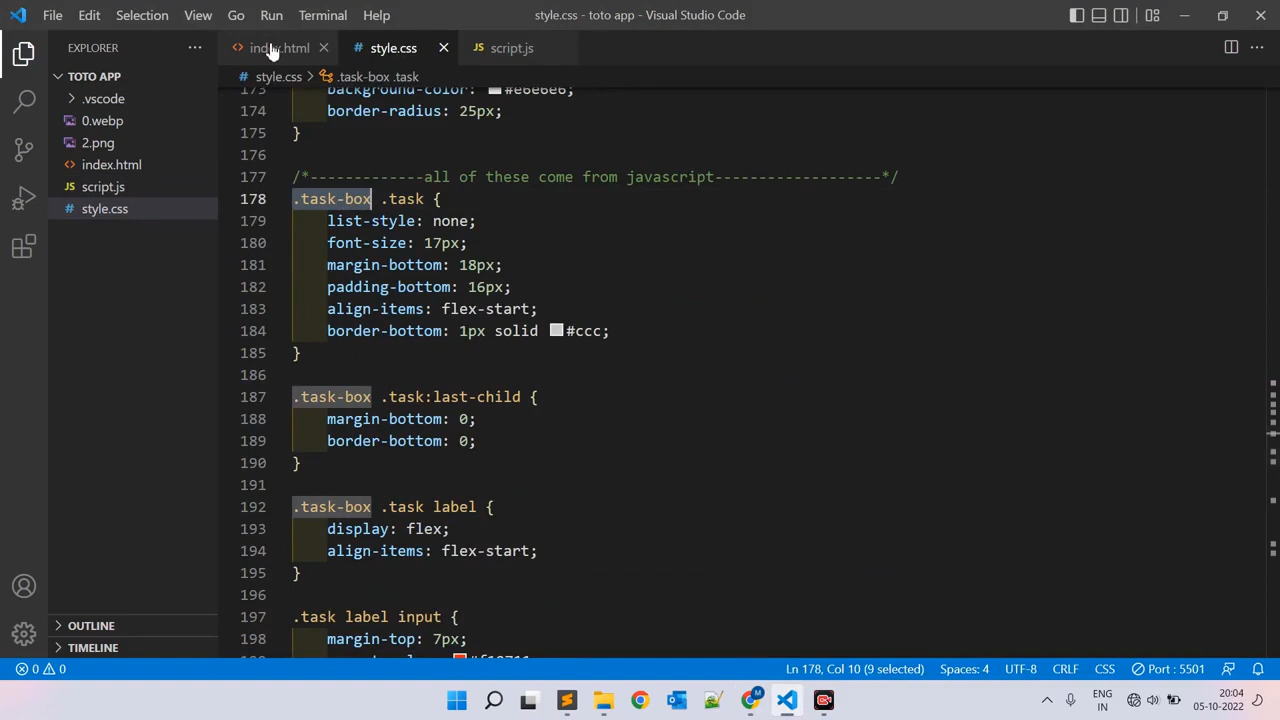 File Edit Selection View Go Run Terminal Help style.css - toto app - Visual Studio Code
EXPLORER
index.html
style.css
script.js
TOTO APP
style.css > .task-box .task
.vscode
0.webp
2.png
index.html
script.js
style.css
OUTLINE
TIMELINE
173 background-color: #e6e6e6;
174 border-radius: 25px;
175 }
176
177 /*-------------all of these come from javascript-------------------*/
178 .task-box .task {
179 list-style: none;
180 font-size: 17px;
181 margin-bottom: 18px;
182 padding-bottom: 16px;
183 align-items: flex-start;
184 border-bottom: 1px solid #ccc;
185 }
186
187 .task-box .task:last-child {
188 margin-bottom: 0;
189 border-bottom: 0;
190 }
191
192 .task-box .task label {
193 display: flex;
194 align-items: flex-start;
195 }
196
197 .task label input {
198 margin-top: 7px;
0 0 Ln 178, Col 10 (9 selected) Spaces: 4 UTF-8 CRLF CSS Port : 5501
ENG
IN
20:04
05-10-2022